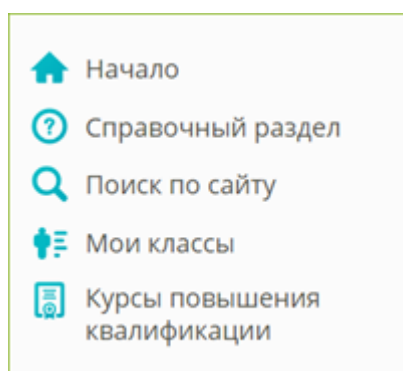 Начало
Справочный раздел
Поиск по сайту
Мои классы
Курсы повышения
квалификации